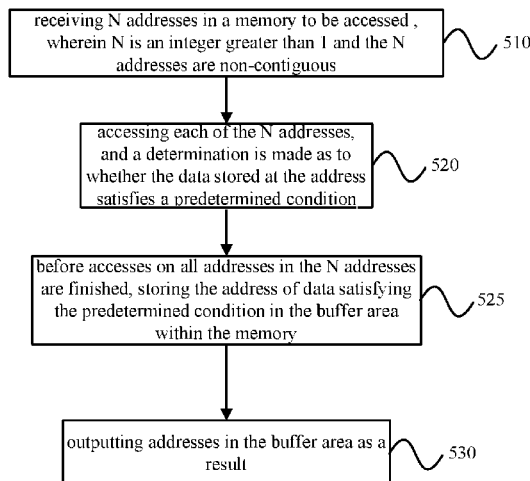 receiving N addresses in a memory to be accessed ,
wherein N is an integer greater than 1 and the N
addresses are non-contiguous
510
accessing each of the N addresses,
and a determination is made as to
whether the data stored at the address
satisfies a predetermined condition
520
before accesses on all addresses in the N addresses
are finished, storing the address of data satisfying
the predetermined condition in the buffer area
within the memory
525
outputting addresses in the buffer area as a
result
530